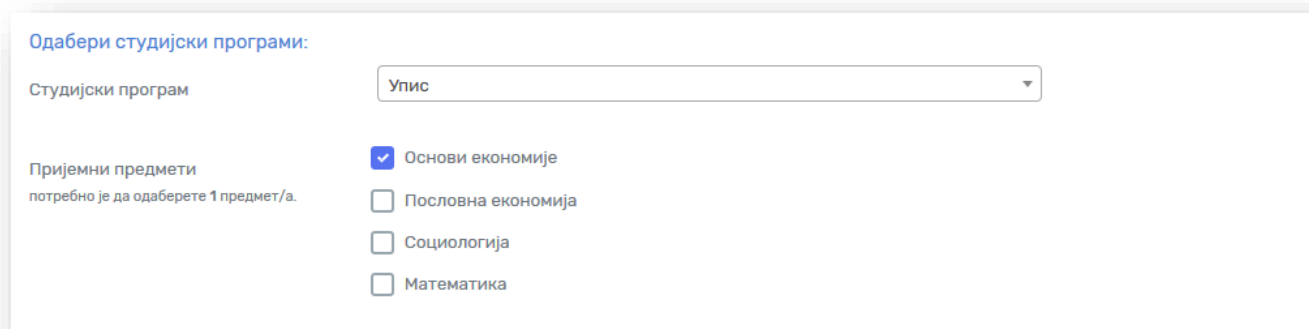 Одабери студијски програми:
Студијски програм
Упис
Пријемни предмети
потребно је да одаберете 1 предмет/а.
Основи економије
Пословна економија
Социологија
Математика